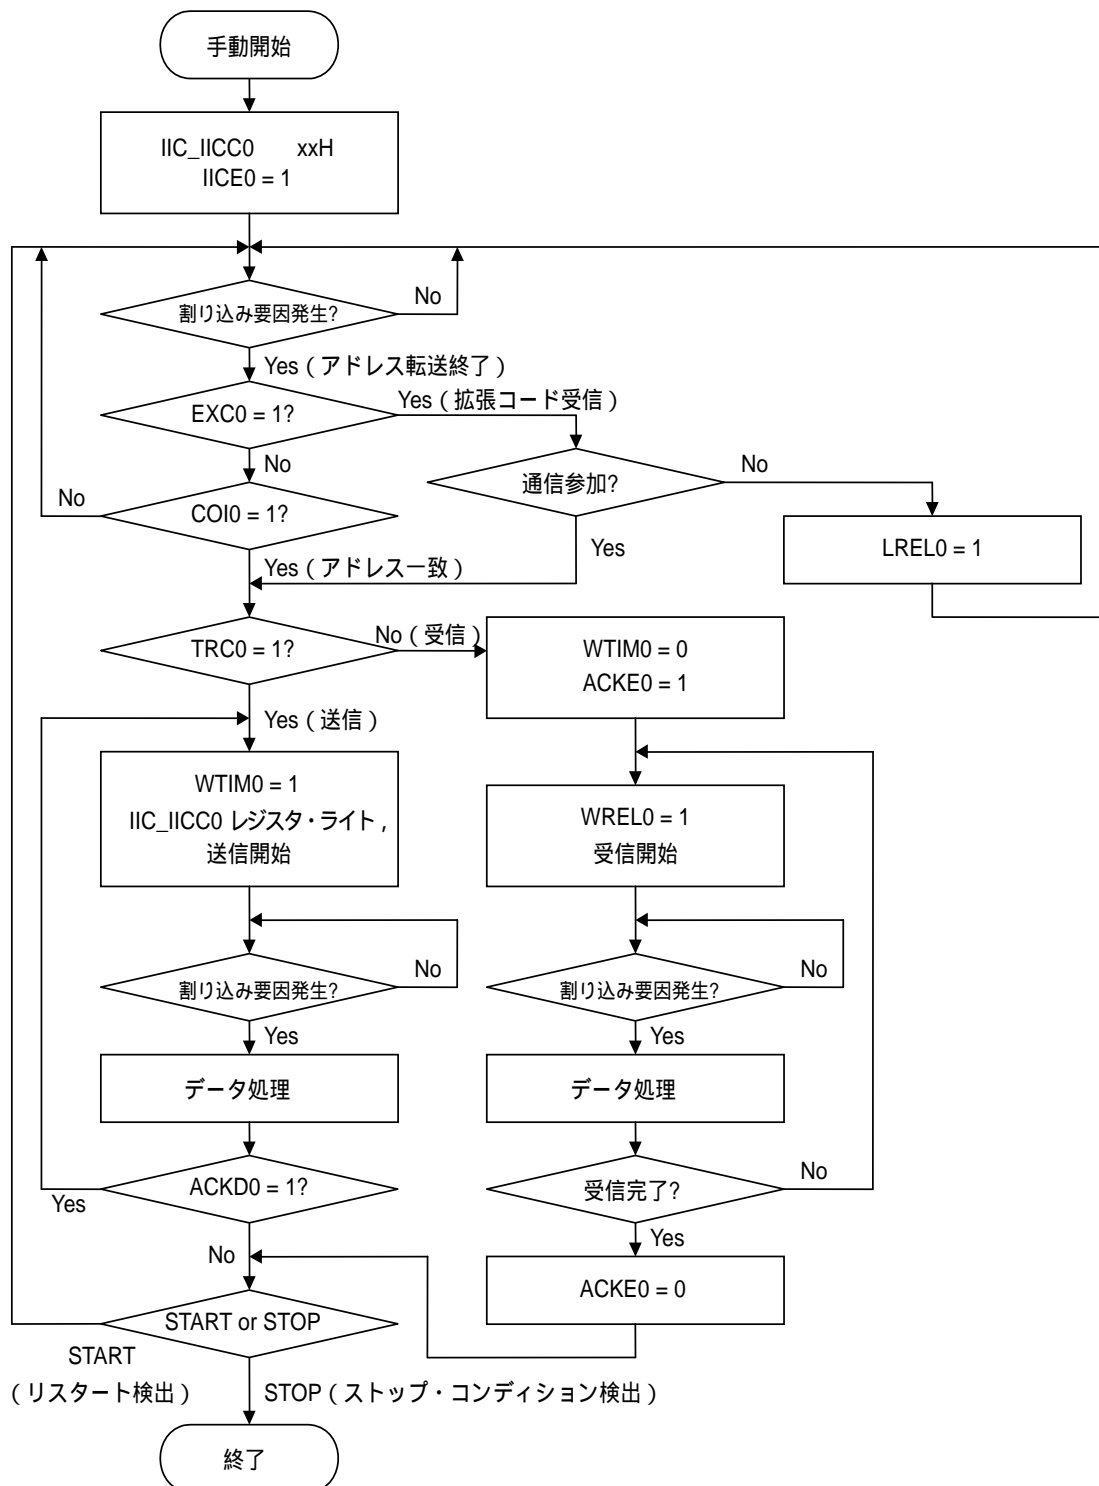 手動開始
IIC_IICC0 xxH
IICE0 = 1
割り込み要因発生?
No
Yes ( アドレス転送終了 )
EXC0 = 1?
Yes ( 拡張コード受信 )
No
通信参加?
No
No
COI0 = 1?
Yes
LREL0 = 1
Yes ( アドレス一致 )
TRC0 = 1?
No ( 受信 )
WTIM0 = 0
ACKE0 = 1
Yes ( 送信 )
WTIM0 = 1
IIC_IICC0 レジスタ・ライト ,
送信開始
WREL0 = 1
受信開始
割り込み要因発生?
No
割り込み要因発生?
No
Yes
Yes
データ処理
データ処理
ACKD0 = 1?
Yes
受信完了?
No
No
Yes
ACKE0 = 0
START or STOP
START
( リスタート検出 )
STOP ( ストップ・コンディション検出 )
終了